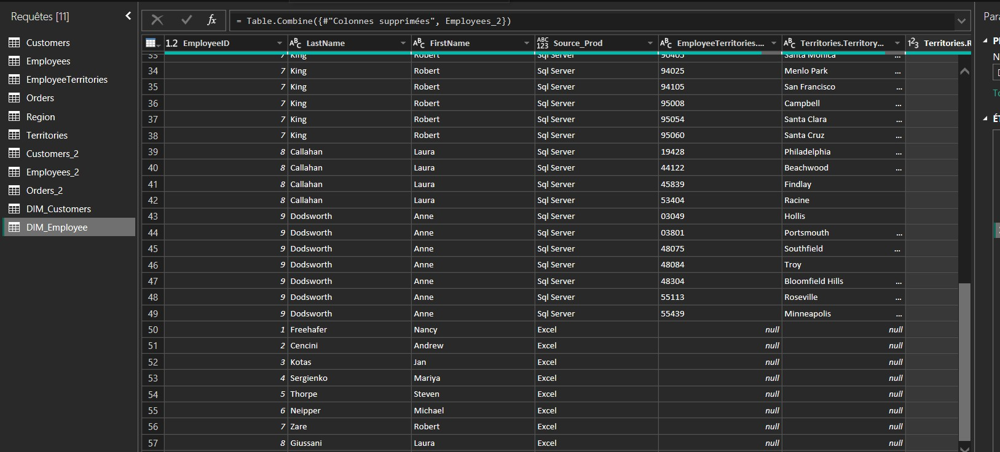 Requêtes [11]
= Table.Combine({#"Colonnes supprimées", Employees_2})
Customers
Employees
EmployeeTerritories
Orders
Region
Territories
Customers_2
Employees_2
Orders_2
DIM_Customers
DIM_Employee
1.2 EmployeeID ABC LastName ABC FirstName ABC 123 Source_Prod ABC EmployeeTerritories.... ABC Territories.Territory... 123 Territories.R
33 7 King Robert Sql Server 90405 Santa Monica ...
34 7 King Robert Sql Server 94025 Menlo Park ...
35 7 King Robert Sql Server 94105 San Francisco ...
36 7 King Robert Sql Server 95008 Campbell ...
37 7 King Robert Sql Server 95054 Santa Clara ...
38 7 King Robert Sql Server 95060 Santa Cruz ...
39 8 Callahan Laura Sql Server 19428 Philadelphia ...
40 8 Callahan Laura Sql Server 44122 Beachwood ...
41 8 Callahan Laura Sql Server 45839 Findlay
42 8 Callahan Laura Sql Server 53404 Racine
43 9 Dodsworth Anne Sql Server 03049 Hollis
44 9 Dodsworth Anne Sql Server 03801 Portsmouth ...
45 9 Dodsworth Anne Sql Server 48075 Southfield ...
46 9 Dodsworth Anne Sql Server 48084 Troy
47 9 Dodsworth Anne Sql Server 48304 Bloomfield Hills ...
48 9 Dodsworth Anne Sql Server 55113 Roseville ...
49 9 Dodsworth Anne Sql Server 55439 Minneapolis ...
50 1 Freehafer Nancy Excel null null
51 2 Cencini Andrew Excel null null
52 3 Kotas Jan Excel null null
53 4 Sergienko Mariya Excel null null
54 5 Thorpe Steven Excel null null
55 6 Neipper Michael Excel null null
56 7 Zare Robert Excel null null
57 8 Giussani Laura Excel null null
Para